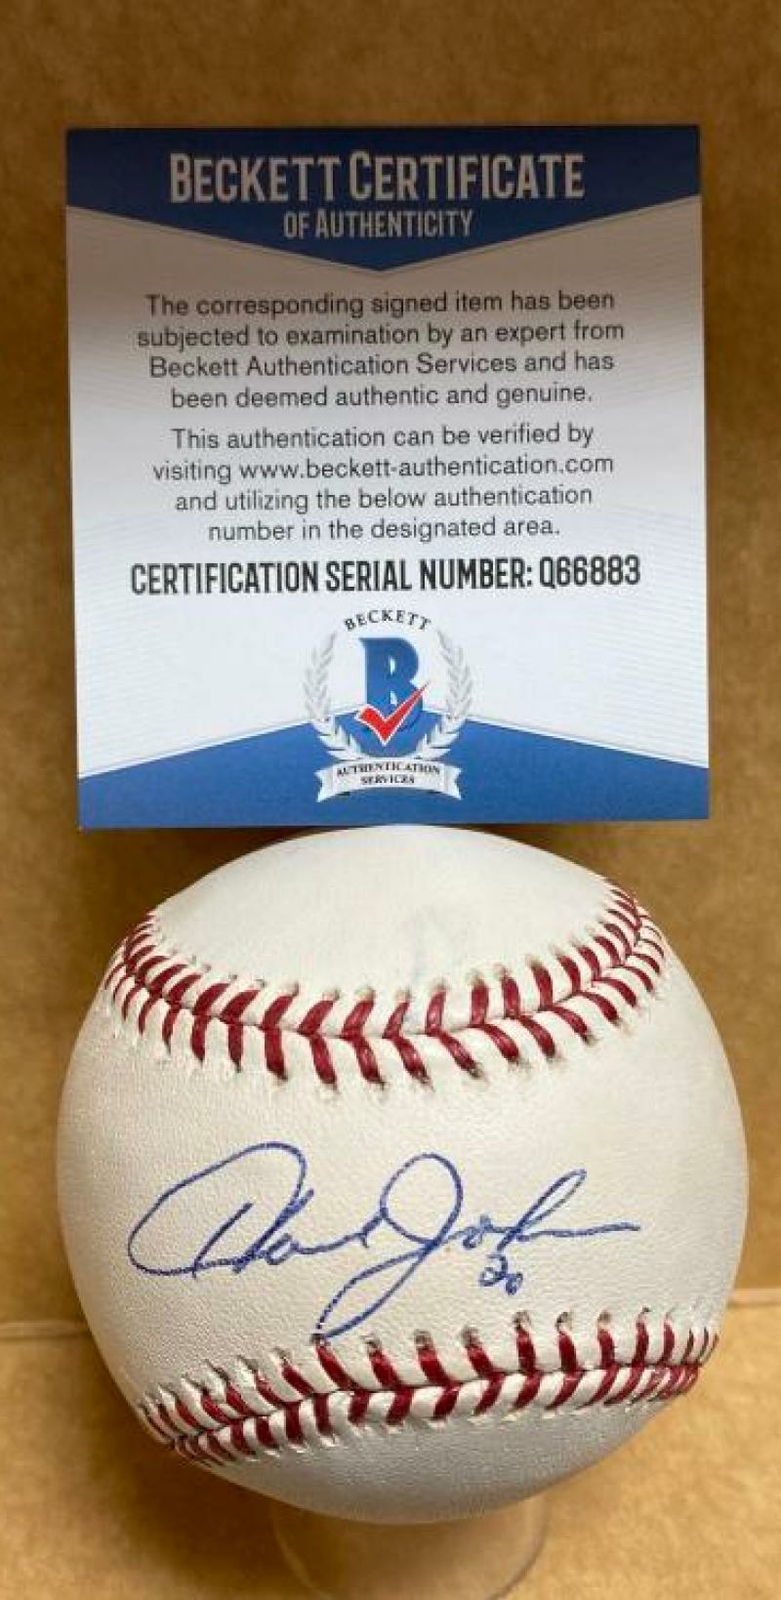 BECKETT CERTIFICATE
OF AUTHENTICITY
The corresponding signed item has been
subjected to examination by an expert from
Beckett Authentication Services and has
been deemed authentic and genuine.
This authentication can be verified by
visiting www.beckett-authentication.com
and utilizing the below authentication
number in the designated area.
CERTIFICATION SERIAL NUMBER: Q66883
BECKETT
B
AUTHENTICATION
SERVICES
20